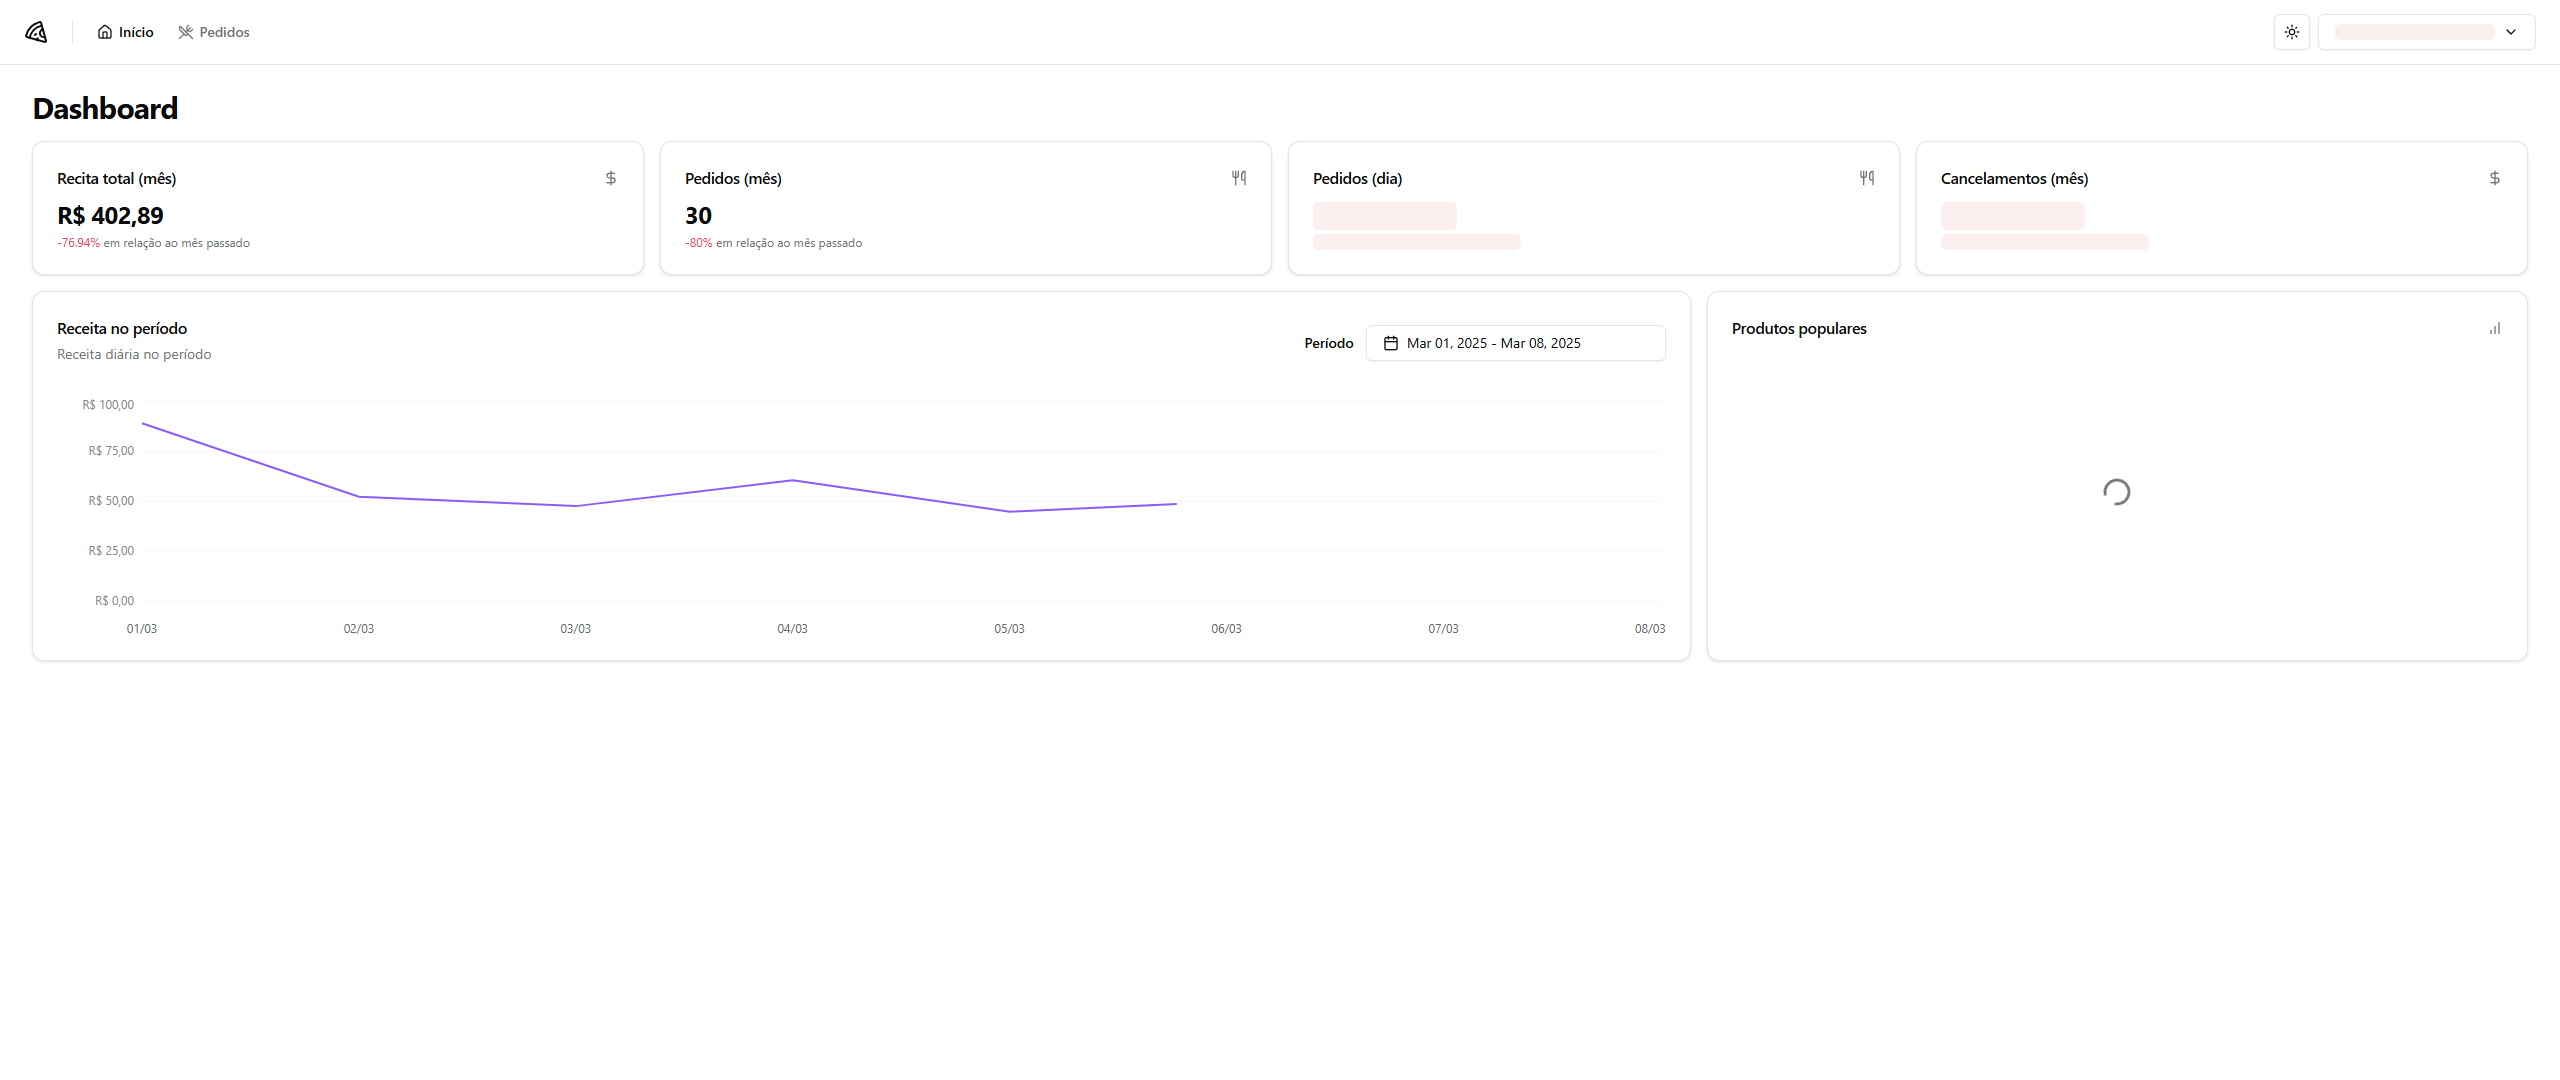 Início
Pedidos
Dashboard
Recita total (mês)
R$ 402,89
-76.94% em relação ao mês passado
Pedidos (mês)
30
-80% em relação ao mês passado
Pedidos (dia)
Cancelamentos (mês)
Receita no período
Receita diária no período
Período
Mar 01, 2025 - Mar 08, 2025
R$ 100,00
R$ 75,00
R$ 50,00
R$ 25,00
R$ 0,00
01/03
02/03
03/03
04/03
05/03
06/03
07/03
08/03
Produtos populares